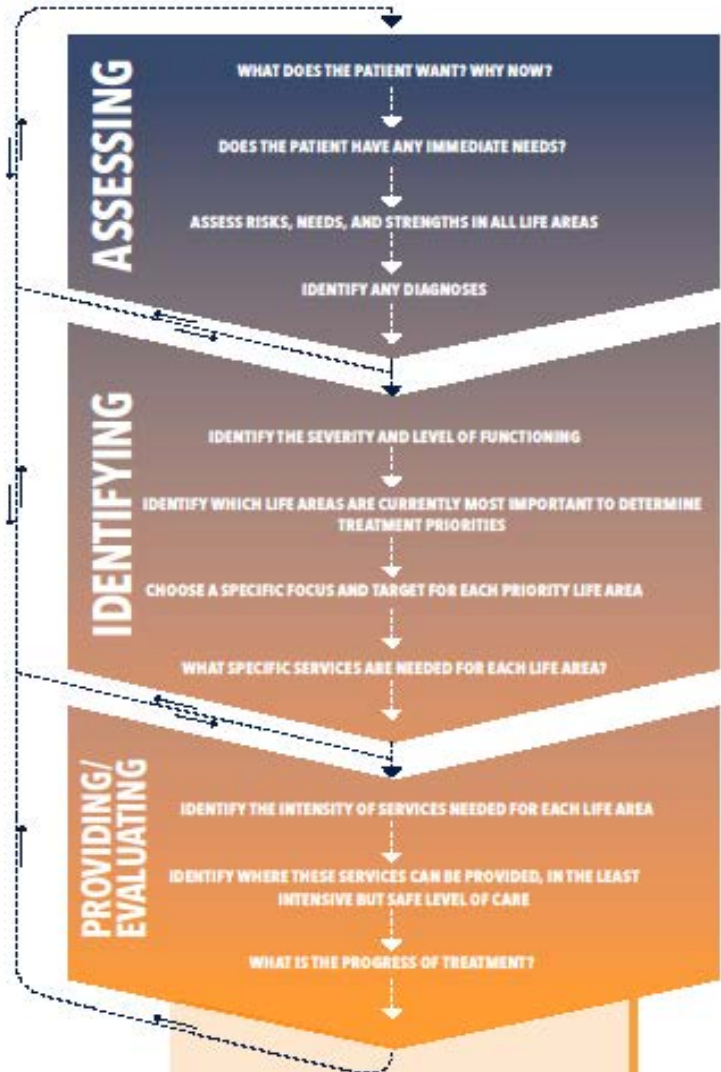 ASSESSING
WHAT DOES THE PATIENT WANT? WHY NOW?
DOES THE PATIENT HAVE ANY IMMEDIATE NEEDS?
ASSESS RISKS, NEEDS, AND STRENGTHS IN ALL LIFE AREAS
IDENTIFY ANY DIAGNOSES
IDENTIFYING
IDENTIFY THE SEVERITY AND LEVEL OF FUNCTIONING
IDENTIFY WHICH LIFE AREAS ARE CURRENTLY MOST IMPORTANT TO DETERMINE
TREATMENT PRIORITIES
CHOOSE A SPECIFIC FOCUS AND TARGET FOR EACH PRIORITY LIFE AREA
WHAT SPECIFIC SERVICES ARE NEEDED FOR EACH LIFE AREA?
PROVIDING/
EVALUATING
IDENTIFY THE INTENSITY OF SERVICES NEEDED FOR EACH LIFE AREA
IDENTIFY WHERE THESE SERVICES CAN BE PROVIDED, IN THE LEAST
INTENSIVE BUT SAFE LEVEL OF CARE
WHAT IS THE PROGRESS OF TREATMENT?